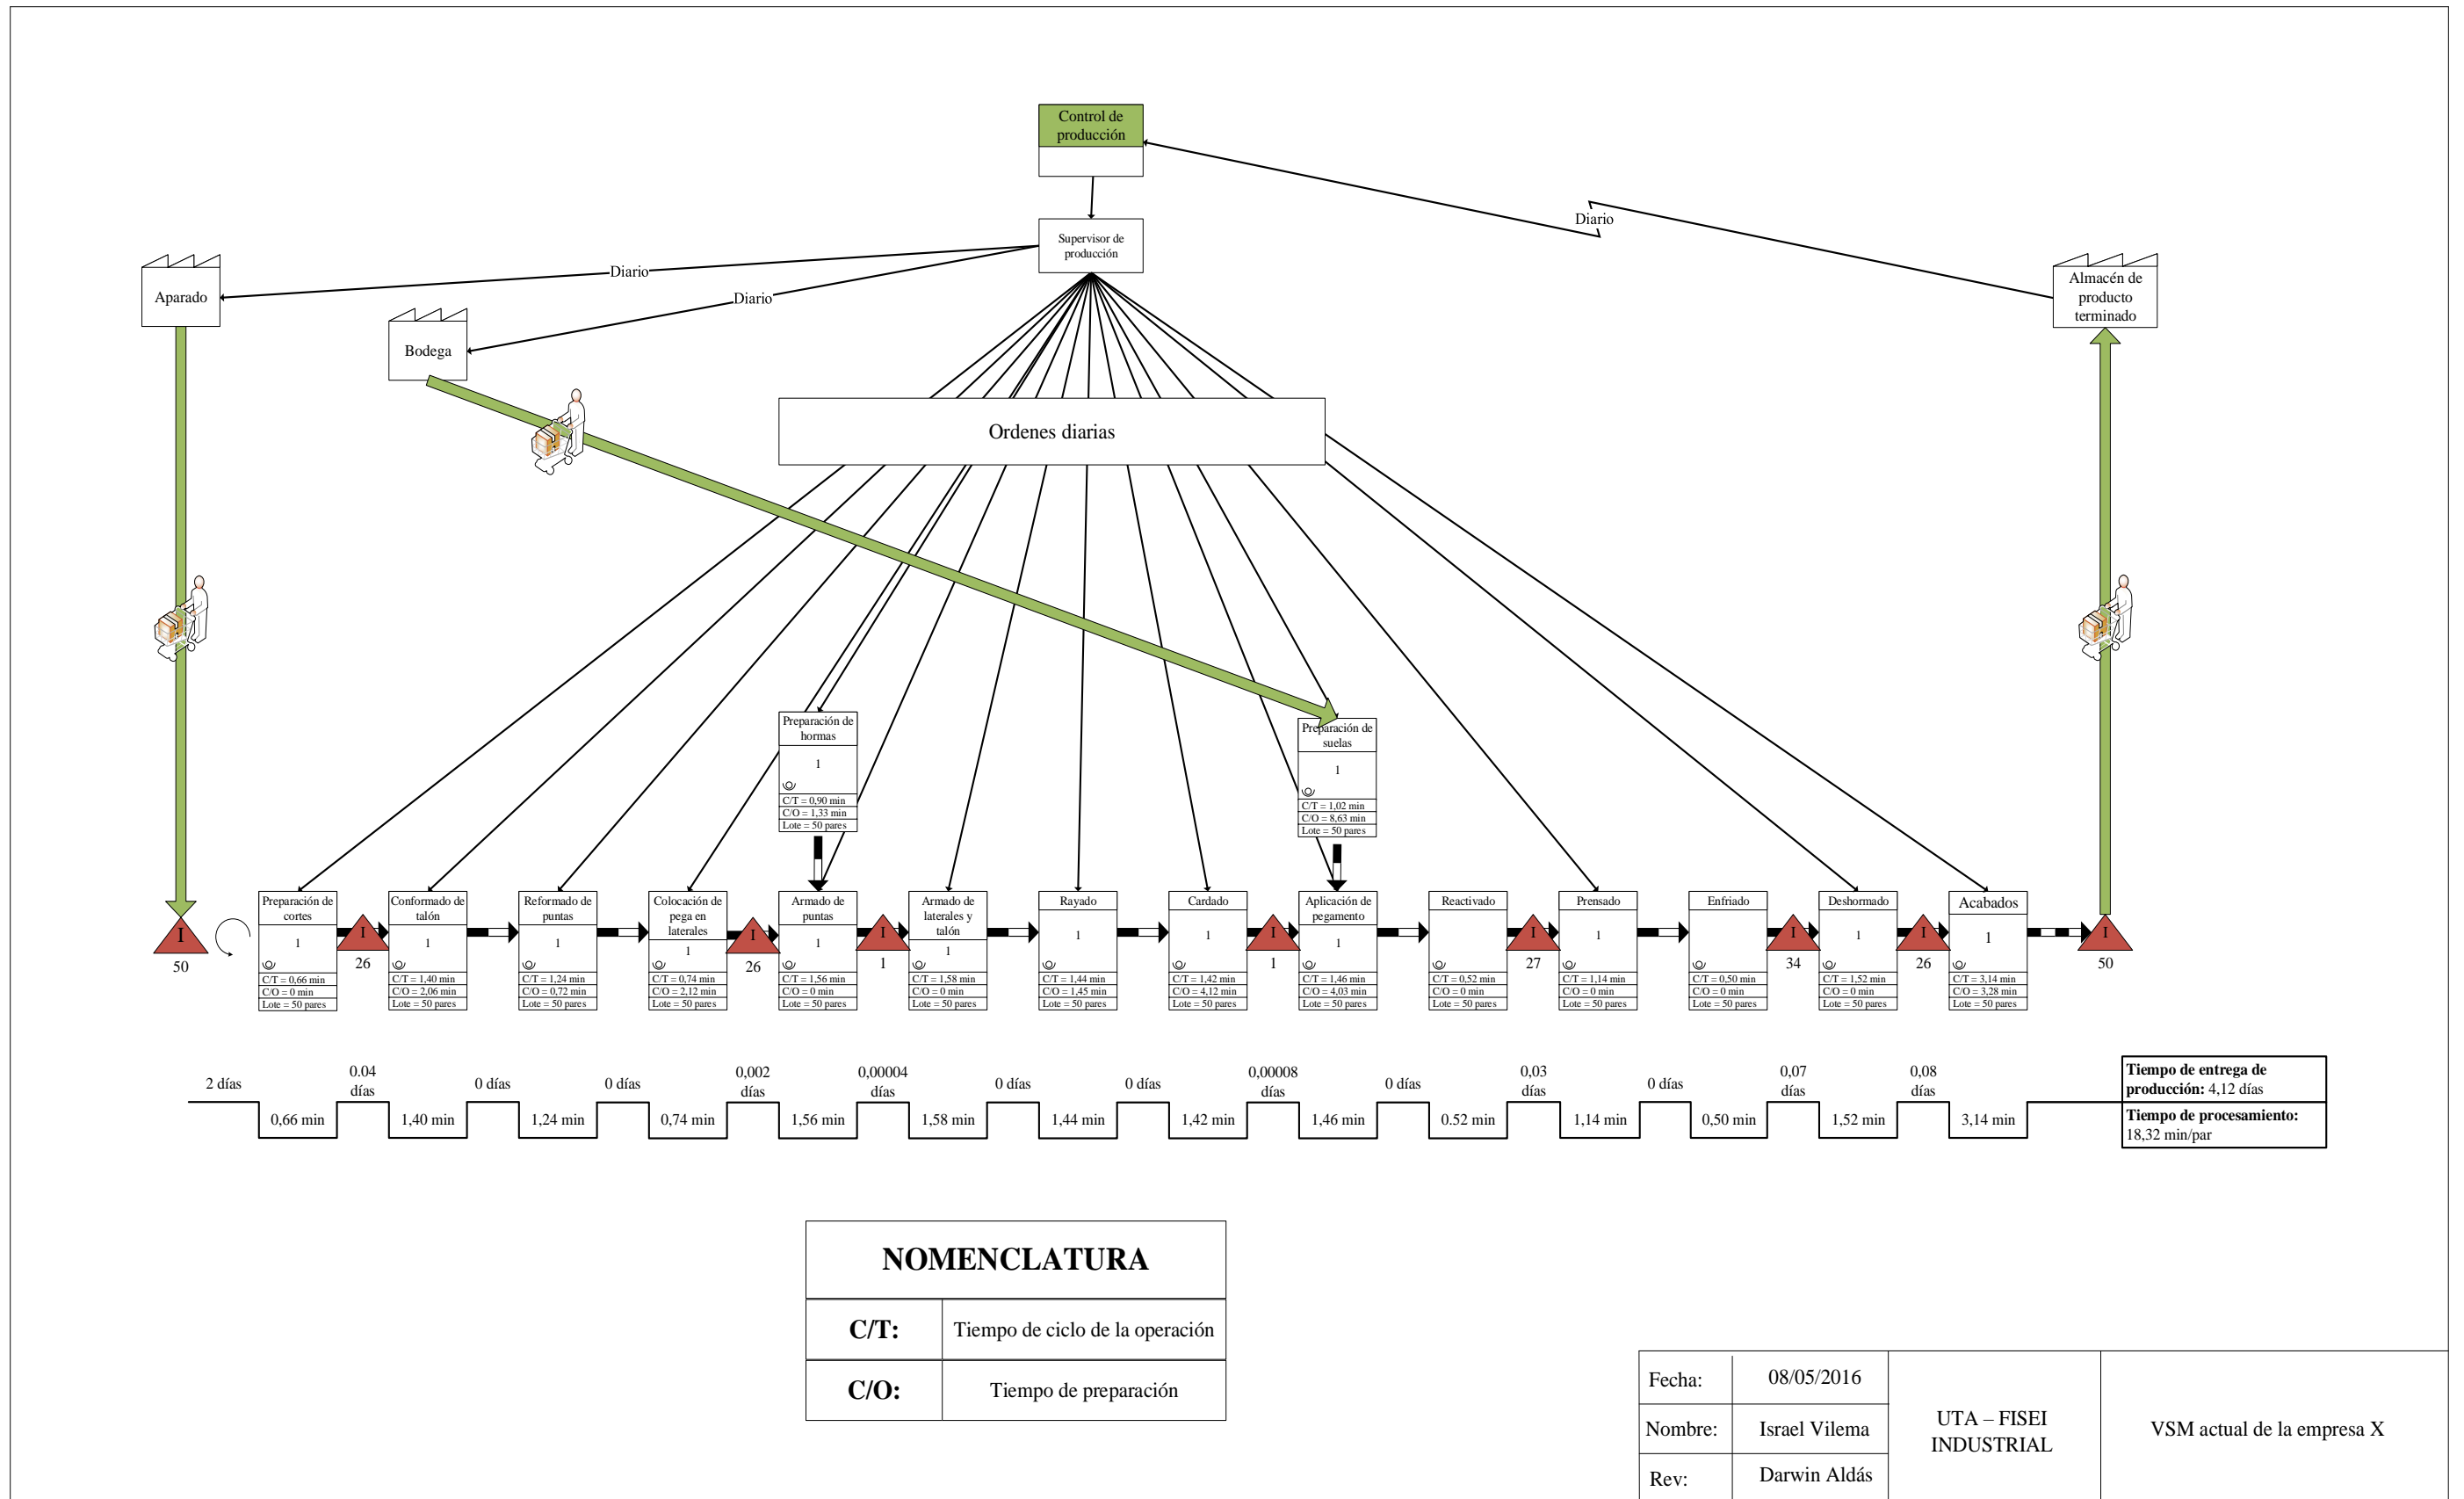 Control de
producción
Diario
Supervisor de
producción
Diario
Diario
Aparado
Almacén de
producto
terminado
Bodega
Ordenes diarias
Preparación de
hormas
1
C/T = 0,90 min
C/O = 1,33 min
Lote = 50 pares
Preparación de
suelas
1
C/T = 1,02 min
C/O = 8,63 min
Lote = 50 pares
I
50
Preparación de
cortes
1
C/T = 0,66 min
C/O = 0 min
Lote = 50 pares
I
26
Conformado de
talón
1
C/T = 1,40 min
C/O = 2,06 min
Lote = 50 pares
Reformado de
puntas
1
C/T = 1,24 min
C/O = 0,72 min
Lote = 50 pares
Colocación de
pega en
laterales
1
C/T = 0,74 min
C/O = 2,12 min
Lote = 50 pares
I
26
Armado de
puntas
1
C/T = 1,56 min
C/O = 0 min
Lote = 50 pares
I
1
Armado de
laterales y
talón
1
C/T = 1,58 min
C/O = 0 min
Lote = 50 pares
Rayado
1
C/T = 1,44 min
C/O = 1,45 min
Lote = 50 pares
Cardado
1
C/T = 1,42 min
C/O = 4,12 min
Lote = 50 pares
I
1
Aplicación de
pegamento
1
C/T = 1,46 min
C/O = 4,03 min
Lote = 50 pares
Reactivado
C/T = 0,52 min
C/O = 0 min
Lote = 50 pares
I
27
Prensado
1
C/T = 1,14 min
C/O = 0 min
Lote = 50 pares
Enfriado
C/T = 0,50 min
C/O = 0 min
Lote = 50 pares
I
34
Deshormado
1
C/T = 1,52 min
C/O = 0 min
Lote = 50 pares
I
26
Acabados
1
C/T = 3,14 min
C/O = 3,28 min
Lote = 50 pares
I
50
2 días
0.04
días
0 días
0 días
0,002
días
0,00004
días
0 días
0 días
0,00008
días
0 días
0,03
días
0 días
0,07
días
0,08
días
0,66 min
1,40 min
1,24 min
0,74 min
1,56 min
1,58 min
1,44 min
1,42 min
1,46 min
0.52 min
1,14 min
0,50 min
1,52 min
3,14 min
Tiempo de entrega de
producción: 4,12 días
Tiempo de procesamiento:
18,32 min/par
NOMENCLATURA
C/T: Tiempo de ciclo de la operación
C/O: Tiempo de preparación
Fecha: 08/05/2016
Nombre: Israel Vilema
Rev: Darwin Aldás
UTA – FISEI
INDUSTRIAL
VSM actual de la empresa X